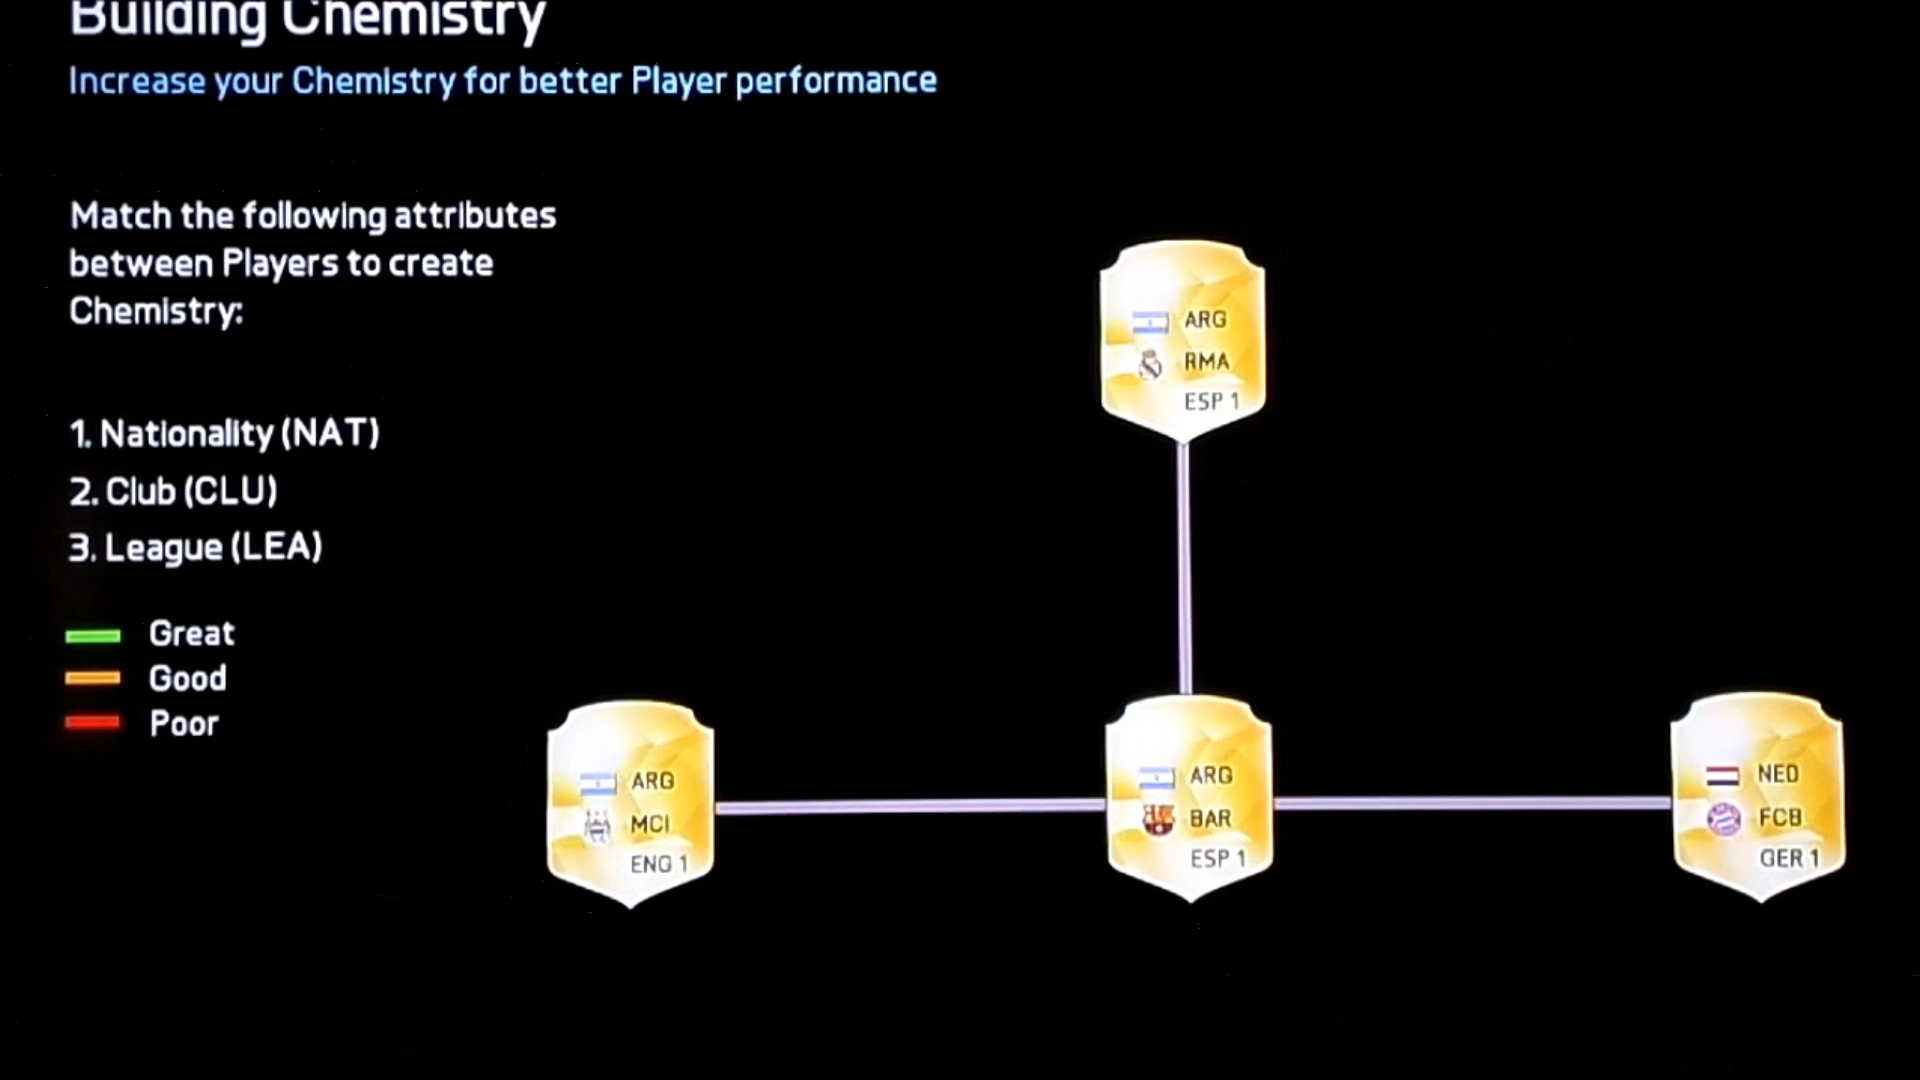 Building Chemistry
Increase your Chemistry for better Player performance
Match the following attributes
between Players to create
Chemistry:
1. Nationality (NAT)
2. Club (CLU)
3. League (LEA)
Great
Good
Poor
ARG
RMA
ESP 1
ARG
MCI
ENG 1
ARG
BAR
ESP 1
NED
FCB
GER 1